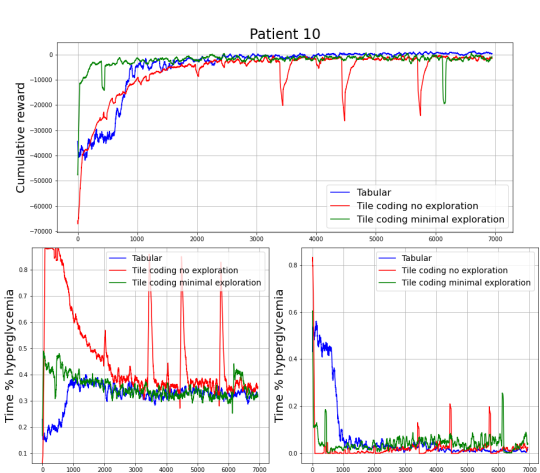 Patient 10
Cumulative reward
0
−10000
−20000
−30000
−40000
−50000
−60000
−70000
0 1000 2000 3000 4000 5000 6000 7000
Tabular
Tile coding no exploration
Tile coding minimal exploration
Time % hyperglycemia
0.8
0.7
0.6
0.5
0.4
0.3
0.2
0.1
0 1000 2000 3000 4000 5000 6000 7000
Tabular
Tile coding no exploration
Tile coding minimal exploration
Time % hyperglycemia
0.8
0.6
0.4
0.2
0.0
0 1000 2000 3000 4000 5000 6000 7000
Tabular
Tile coding no exploration
Tile coding minimal exploration